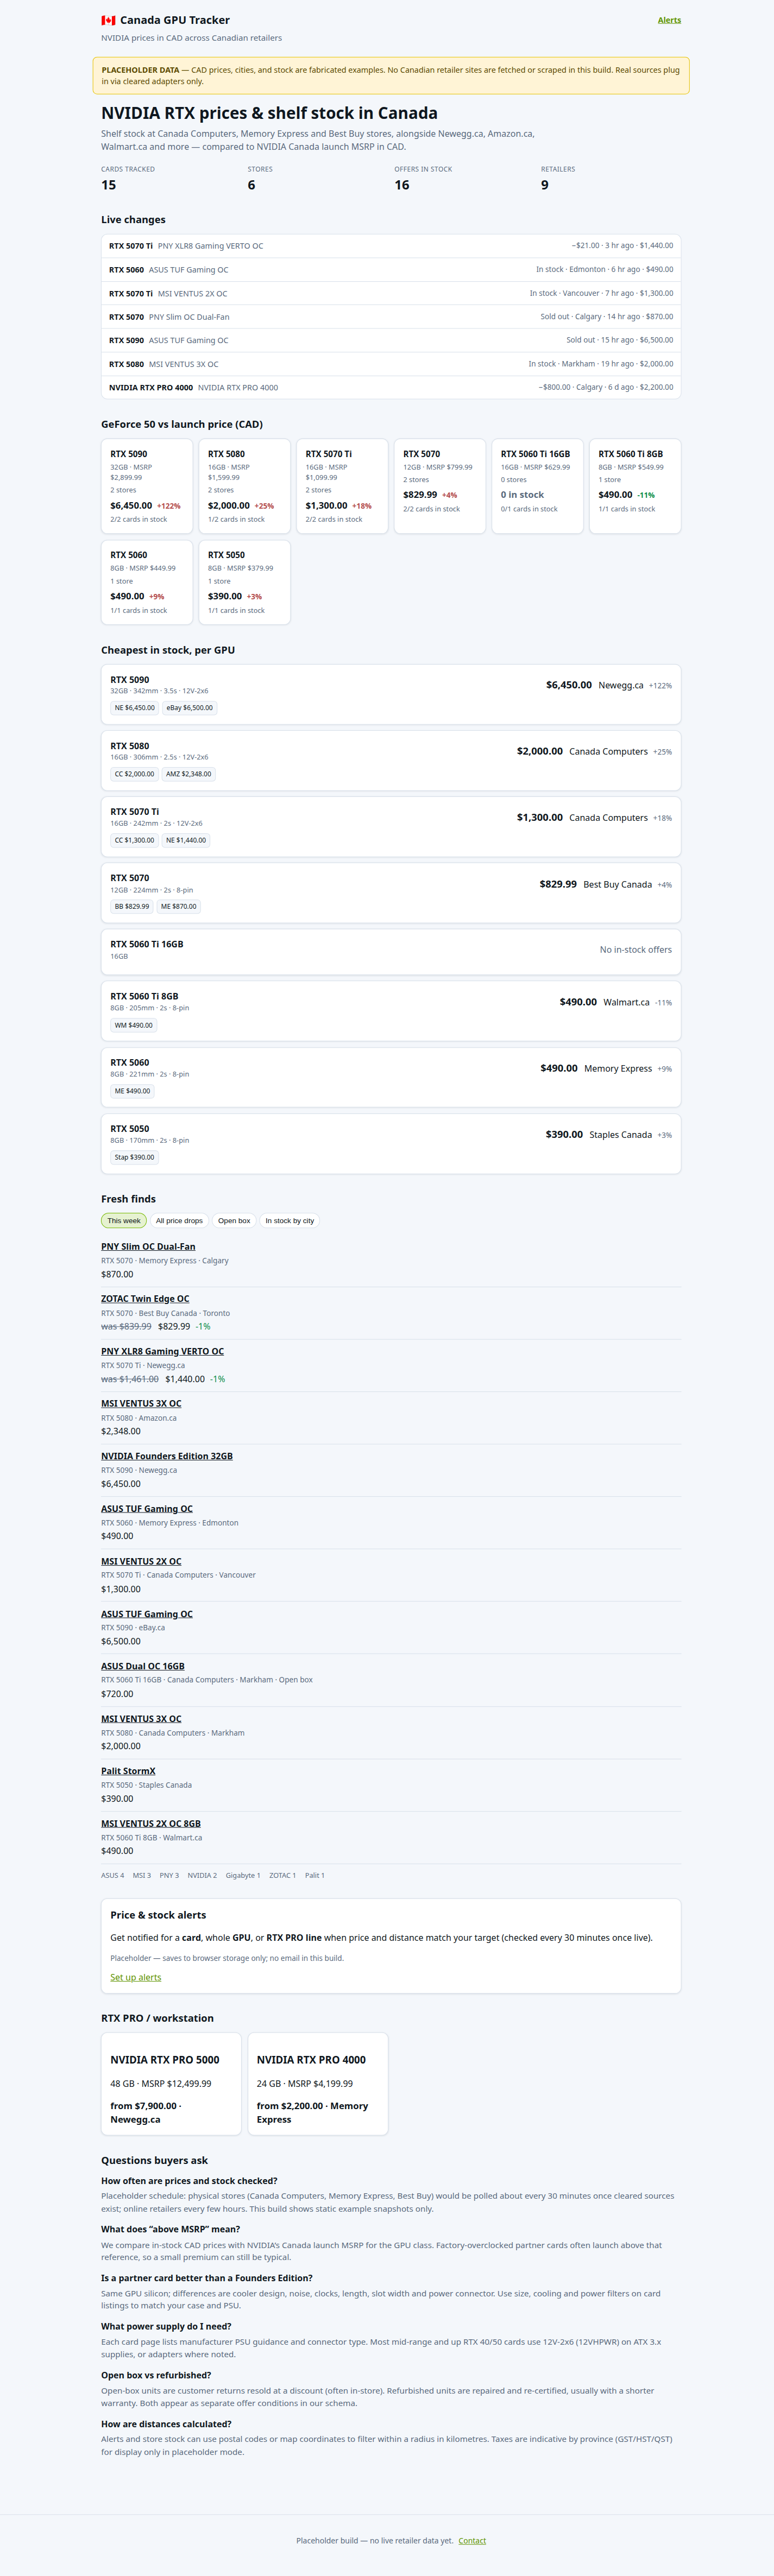 🇨🇦 Canada GPU Tracker
Alerts
NVIDIA prices in CAD across Canadian retailers
PLACEHOLDER DATA — CAD prices, cities, and stock are fabricated examples. No Canadian retailer sites are fetched or scraped in this build. Real sources plug
in via cleared adapters only.
NVIDIA RTX prices & shelf stock in Canada
Shelf stock at Canada Computers, Memory Express and Best Buy stores, alongside Newegg.ca, Amazon.ca,
Walmart.ca and more — compared to NVIDIA Canada launch MSRP in CAD.
CARDS TRACKED
15
STORES
6
OFFERS IN STOCK
16
RETAILERS
9
Live changes
RTX 5070 Ti PNY XLR8 Gaming VERTO OC −$21.00 · 3 hr ago · $1,440.00
RTX 5060 ASUS TUF Gaming OC In stock · Edmonton · 6 hr ago · $490.00
RTX 5070 Ti MSI VENTUS 2X OC In stock · Vancouver · 7 hr ago · $1,300.00
RTX 5070 PNY Slim OC Dual-Fan Sold out · Calgary · 14 hr ago · $870.00
RTX 5090 ASUS TUF Gaming OC Sold out · 15 hr ago · $6,500.00
RTX 5080 MSI VENTUS 3X OC In stock · Markham · 19 hr ago · $2,000.00
NVIDIA RTX PRO 4000 NVIDIA RTX PRO 4000 −$800.00 · Calgary · 6 d ago · $2,200.00
GeForce 50 vs launch price (CAD)
RTX 5090
32GB · MSRP
$2,899.99
2 stores
$6,450.00 +122%
2/2 cards in stock
RTX 5080
16GB · MSRP
$1,599.99
2 stores
$2,000.00 +25%
1/2 cards in stock
RTX 5070 Ti
16GB · MSRP
$1,099.99
2 stores
$1,300.00 +18%
2/2 cards in stock
RTX 5070
12GB · MSRP $799.99
2 stores
$829.99 +4%
2/2 cards in stock
RTX 5060 Ti 16GB
16GB · MSRP $629.99
0 stores
0 in stock
0/1 cards in stock
RTX 5060 Ti 8GB
8GB · MSRP $549.99
1 store
$490.00 -11%
1/1 cards in stock
RTX 5060
8GB · MSRP $449.99
1 store
$490.00 +9%
1/1 cards in stock
RTX 5050
8GB · MSRP $379.99
1 store
$390.00 +3%
1/1 cards in stock
Cheapest in stock, per GPU
RTX 5090
32GB · 342mm · 3.5s · 12V-2x6
NE $6,450.00 eBay $6,500.00
$6,450.00 Newegg.ca +122%
RTX 5080
16GB · 306mm · 2.5s · 12V-2x6
CC $2,000.00 AMZ $2,348.00
$2,000.00 Canada Computers +25%
RTX 5070 Ti
16GB · 242mm · 2s · 12V-2x6
CC $1,300.00 NE $1,440.00
$1,300.00 Canada Computers +18%
RTX 5070
12GB · 224mm · 2s · 8-pin
BB $829.99 ME $870.00
$829.99 Best Buy Canada +4%
RTX 5060 Ti 16GB
16GB
No in-stock offers
RTX 5060 Ti 8GB
8GB · 205mm · 2s · 8-pin
WM $490.00
$490.00 Walmart.ca -11%
RTX 5060
8GB · 221mm · 2s · 8-pin
ME $490.00
$490.00 Memory Express +9%
RTX 5050
8GB · 170mm · 2s · 8-pin
Stap $390.00
$390.00 Staples Canada +3%
Fresh finds
This week All price drops Open box In stock by city
PNY Slim OC Dual-Fan
RTX 5070 · Memory Express · Calgary
$870.00
ZOTAC Twin Edge OC
RTX 5070 · Best Buy Canada · Toronto
was $839.99 $829.99 -1%
PNY XLR8 Gaming VERTO OC
RTX 5070 Ti · Newegg.ca
was $1,461.00 $1,440.00 -1%
MSI VENTUS 3X OC
RTX 5080 · Amazon.ca
$2,348.00
NVIDIA Founders Edition 32GB
RTX 5090 · Newegg.ca
$6,450.00
ASUS TUF Gaming OC
RTX 5060 · Memory Express · Edmonton
$490.00
MSI VENTUS 2X OC
RTX 5070 Ti · Canada Computers · Vancouver
$1,300.00
ASUS TUF Gaming OC
RTX 5090 · eBay.ca
$6,500.00
ASUS Dual OC 16GB
RTX 5060 Ti 16GB · Canada Computers · Markham · Open box
$720.00
MSI VENTUS 3X OC
RTX 5080 · Canada Computers · Markham
$2,000.00
Palit StormX
RTX 5050 · Staples Canada
$390.00
MSI VENTUS 2X OC 8GB
RTX 5060 Ti 8GB · Walmart.ca
$490.00
ASUS 4 MSI 3 PNY 3 NVIDIA 2 Gigabyte 1 ZOTAC 1 Palit 1
Price & stock alerts
Get notified for a card, whole GPU, or RTX PRO line when price and distance match your target (checked every 30 minutes once live).
Placeholder — saves to browser storage only; no email in this build.
Set up alerts
RTX PRO / workstation
NVIDIA RTX PRO 5000
48 GB · MSRP $12,499.99
from $7,900.00 ·
Newegg.ca
NVIDIA RTX PRO 4000
24 GB · MSRP $4,199.99
from $2,200.00 · Memory
Express
Questions buyers ask
How often are prices and stock checked?
Placeholder schedule: physical stores (Canada Computers, Memory Express, Best Buy) would be polled about every 30 minutes once cleared sources
exist; online retailers every few hours. This build shows static example snapshots only.
What does “above MSRP” mean?
We compare in-stock CAD prices with NVIDIA's Canada launch MSRP for the GPU class. Factory-overclocked partner cards often launch above that
reference, so a small premium can still be typical.
Is a partner card better than a Founders Edition?
Same GPU silicon; differences are cooler design, noise, clocks, length, slot width and power connector. Use size, cooling and power filters on card
listings to match your case and PSU.
What power supply do I need?
Each card page lists manufacturer PSU guidance and connector type. Most mid-range and up RTX 40/50 cards use 12V-2x6 (12VHPWR) on ATX 3.x
supplies, or adapters where noted.
Open box vs refurbished?
Open-box units are customer returns resold at a discount (often in-store). Refurbished units are repaired and re-certified, usually with a shorter
warranty. Both appear as separate offer conditions in our schema.
How are distances calculated?
Alerts and store stock can use postal codes or map coordinates to filter within a radius in kilometres. Taxes are indicative by province (GST/HST/QST)
for display only in placeholder mode.
Placeholder build — no live retailer data yet. Contact